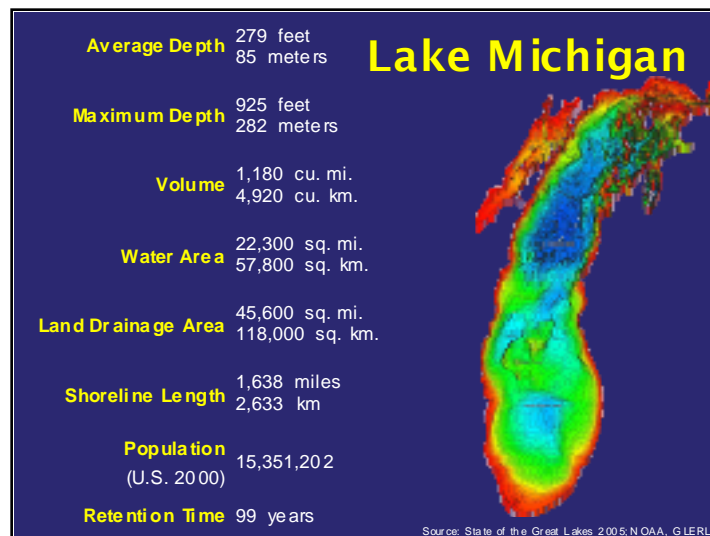 Lake Michigan
Average Depth
279 feet
85 meters
Maximum Depth
925 feet
282 meters
Volume
1,180 cu. mi.
4,920 cu. km.
Water Area
22,300 sq. mi.
57,800 sq. km.
Land Drainage Area
45,600 sq. mi.
118,000 sq. km.
Shoreline Length
1,638 miles
2,633 km
Population
(U.S. 2000)
15,351,202
Retention Time
99 years
Source: State of the Great Lakes 2005; NOAA, GLERL